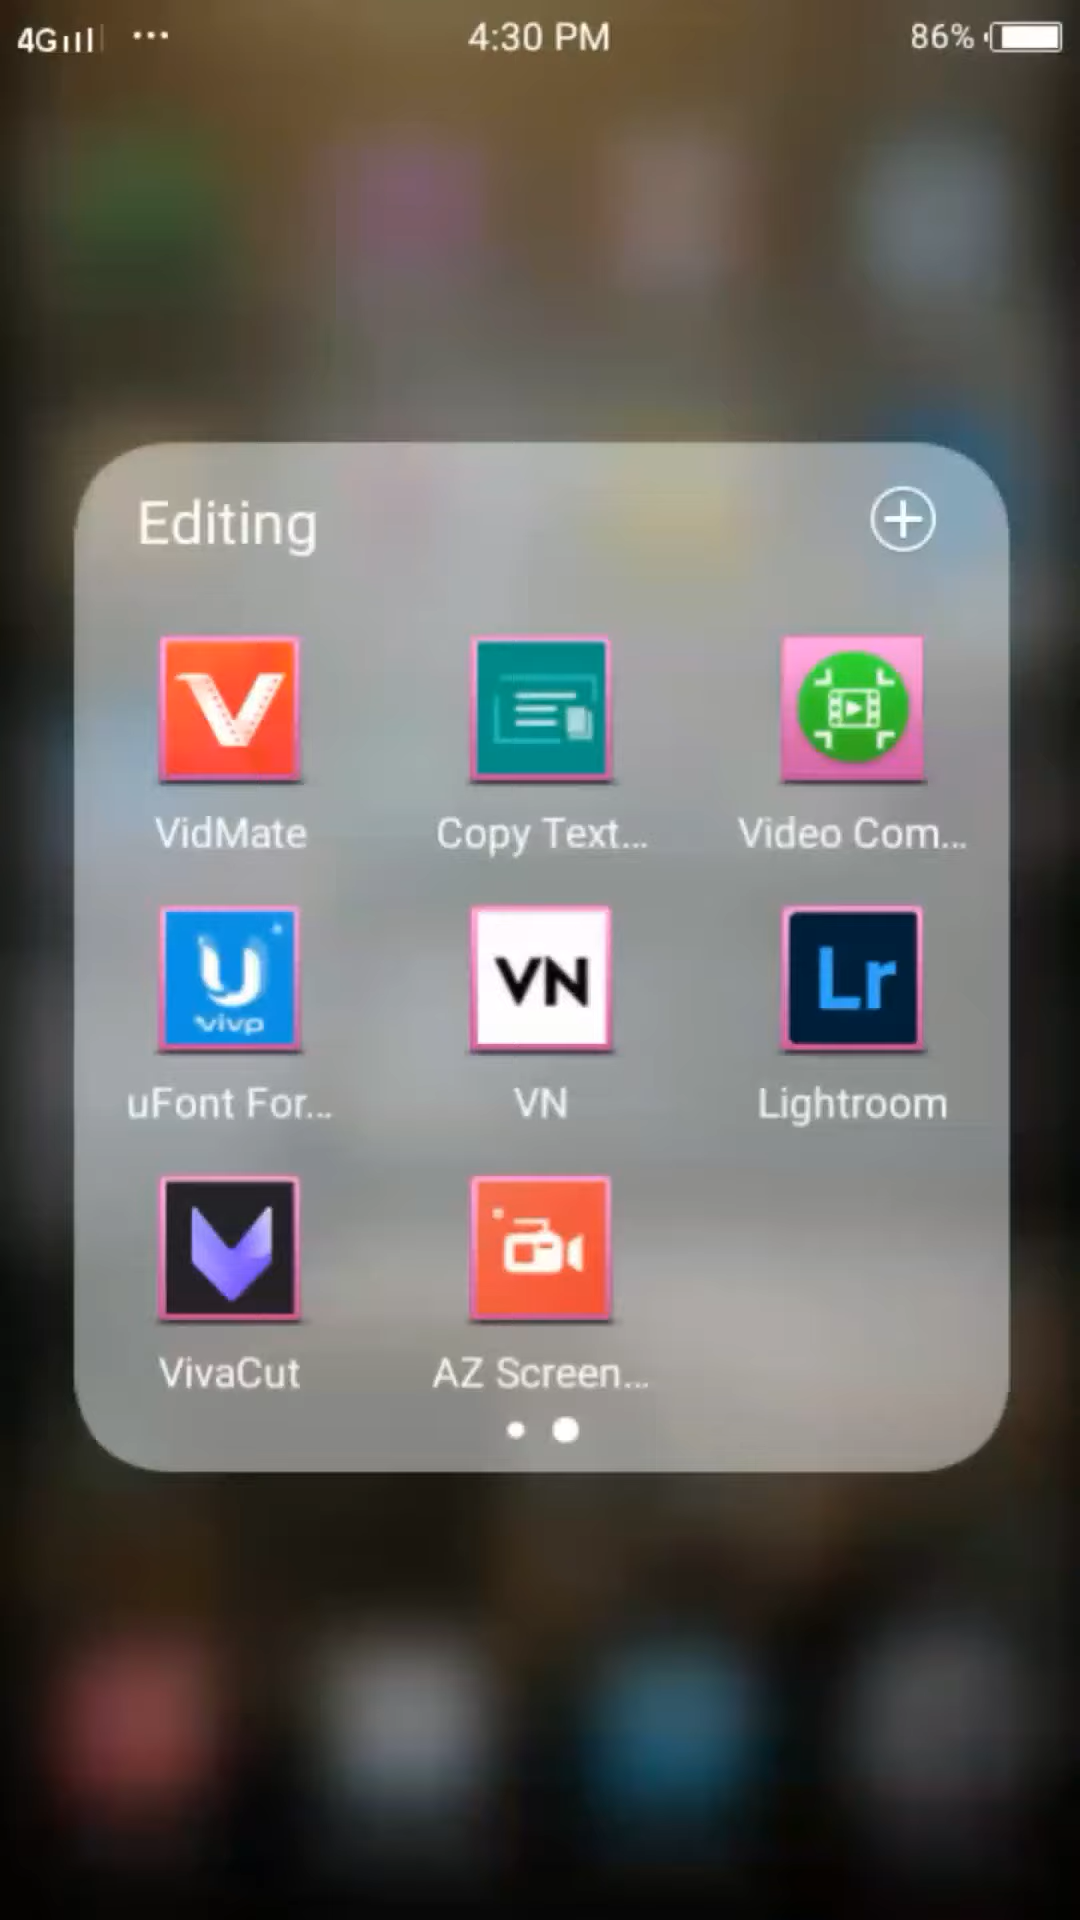 4G 4:30 PM 86%
Editing
VidMate Copy Text... Video Com...
vivo
VN
Lr
uFont For... VN Lightroom
VivaCut AZ Screen...